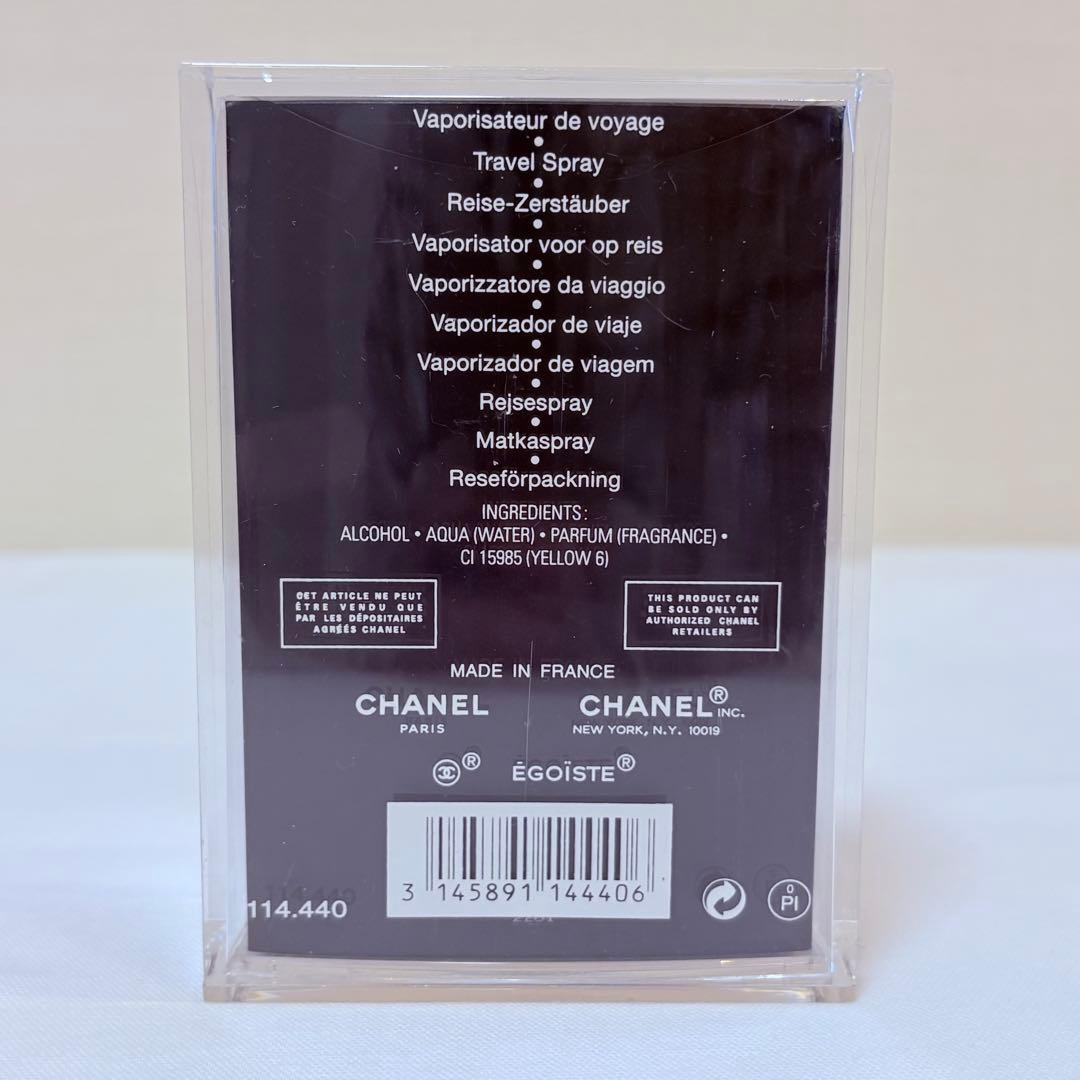 Vaporisateur de voyage
•
Travel Spray
•
Reise-Zerstäuber
•
Vaporisator voor op reis
•
Vaporizzatore da viaggio
•
Vaporizador de viaje
•
Vaporizador de viagem
•
Rejsespray
•
Matkaspray
•
Reseförpackning
INGREDIENTS:
ALCOHOL • AQUA (WATER) • PARFUM (FRAGRANCE) •
CI 15985 (YELLOW 6)
CET ARTICLE NE PEUT
ÊTRE VENDU QUE
PAR LES DÉPOSITAIRES
AGRÉÉS CHANEL
THIS PRODUCT CAN
BE SOLD ONLY BY
AUTHORIZED CHANEL
RETAILERS
MADE IN FRANCE
CHANEL
PARIS
CHANEL® INC.
NEW YORK, N.Y. 10019
® ÉGOÏSTE®
3 145891 144406
114.440
0
PI